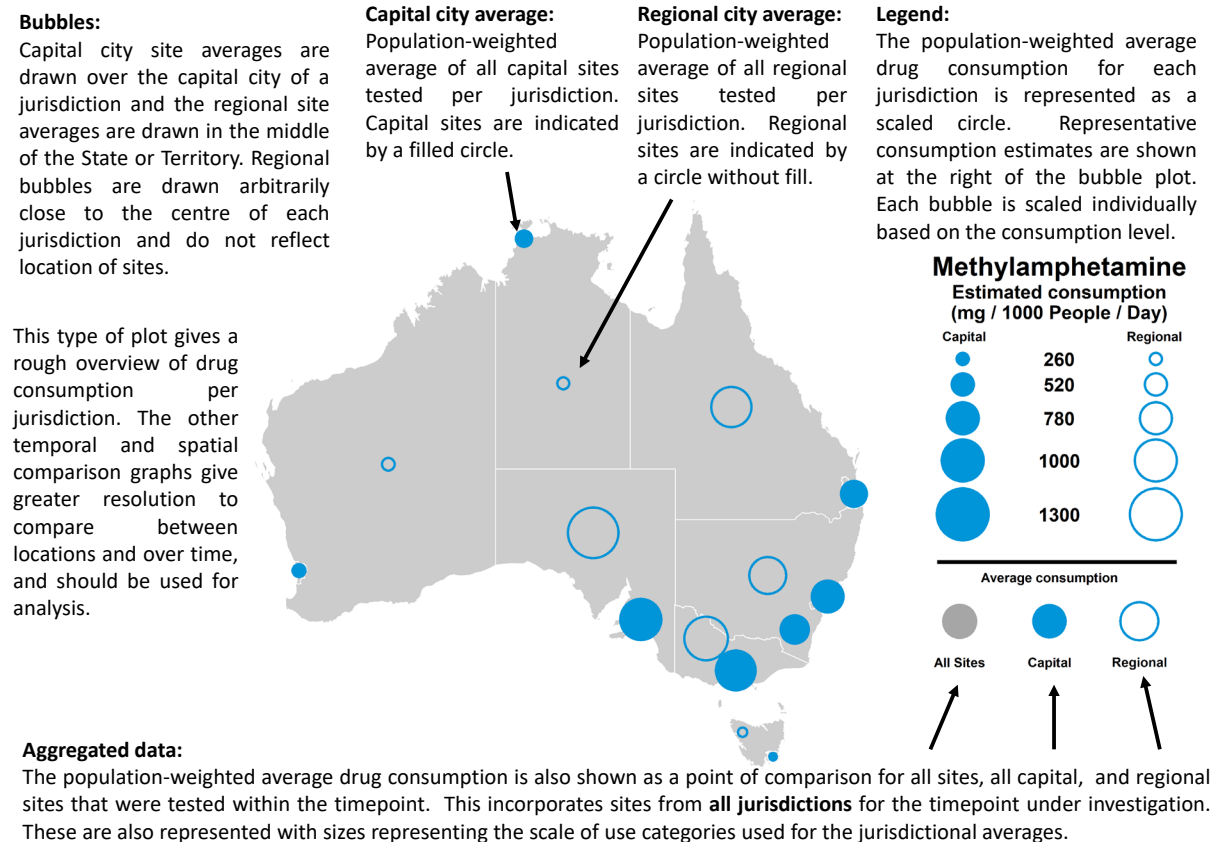 Bubbles:
Capital city site averages are
drawn over the capital city of a
jurisdiction and the regional site
averages are drawn in the middle
of the State or Territory. Regional
bubbles are drawn arbitrarily
close to the centre of each
jurisdiction and do not reflect
location of sites.
This type of plot gives a
rough overview of drug
consumption per
jurisdiction. The other
temporal and spatial
comparison graphs give
greater resolution to
compare between
locations and over time,
and should be used for
analysis.
Capital city average:
Population-weighted
average of all capital sites
tested per jurisdiction.
Capital sites are indicated
by a filled circle.
Regional city average:
Population-weighted
average of all regional
sites tested per
jurisdiction. Regional
sites are indicated by
a circle without fill.
Legend:
The population-weighted average
drug consumption for each
jurisdiction is represented as a
scaled circle. Representative
consumption estimates are shown
at the right of the bubble plot.
Each bubble is scaled individually
based on the consumption level.
Methylamphetamine
Estimated consumption
(mg / 1000 People / Day)
Capital Regional
260
520
780
1000
1300
Average consumption
All Sites Capital Regional
Aggregated data:
The population-weighted average drug consumption is also shown as a point of comparison for all sites, all capital, and regional
sites that were tested within the timepoint. This incorporates sites from all jurisdictions for the timepoint under investigation.
These are also represented with sizes representing the scale of use categories used for the jurisdictional averages.